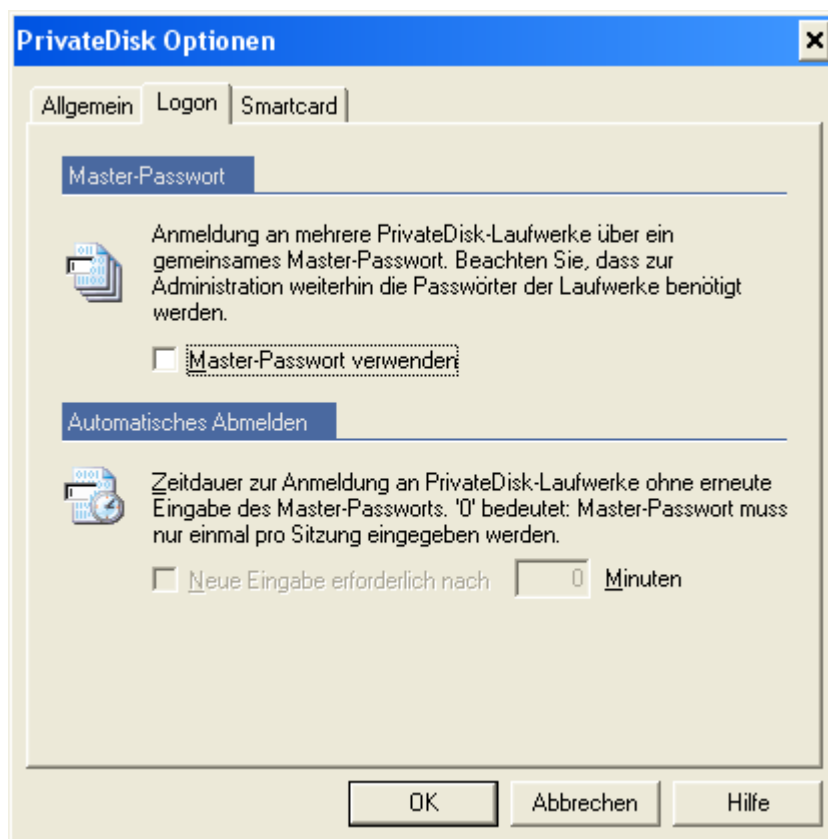 PrivateDisk Optionen
Allgemein Logon Smartcard
Master-Passwort
Anmeldung an mehrere PrivateDisk-Laufwerke über ein
gemeinsames Master-Passwort. Beachten Sie, dass zur
Administration weiterhin die Passwörter der Laufwerke benötigt
werden.
Master-Passwort verwenden
Automatisches Abmelden
Zeitdauer zur Anmeldung an PrivateDisk-Laufwerke ohne erneute
Eingabe des Master-Passworts. '0' bedeutet: Master-Passwort muss
nur einmal pro Sitzung eingegeben werden.
Neue Eingabe erforderlich nach 0 Minuten
OK Abbrechen Hilfe